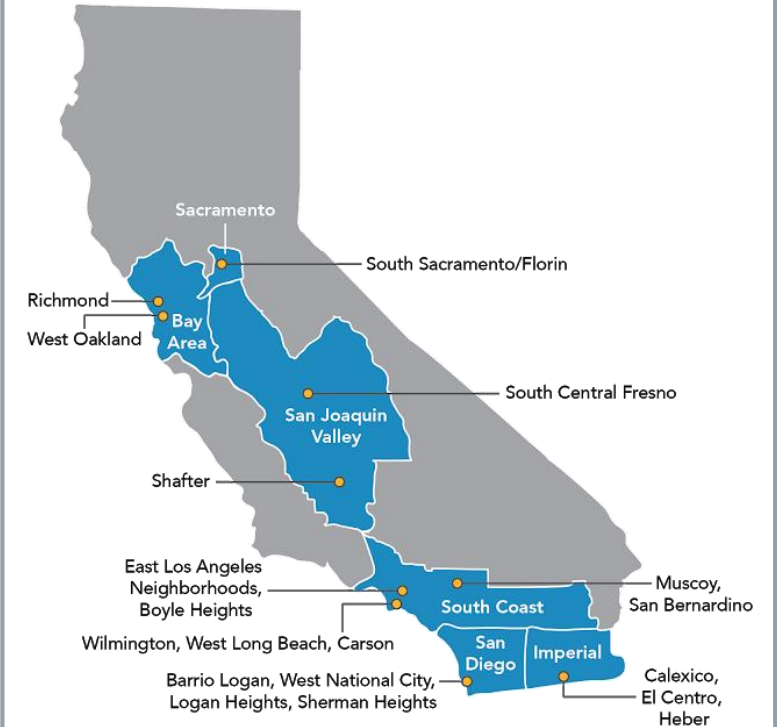 Sacramento
South Sacramento/Florin
Richmond
West Oakland
Bay
Area
South Central Fresno
San Joaquin
Valley
Shafter
East Los Angeles
Neighborhoods,
Boyle Heights
Muscoy,
San Bernardino
South Coast
Wilmington, West Long Beach, Carson
San
Diego
Imperial
Barrio Logan, West National City,
Logan Heights, Sherman Heights
Calexico,
El Centro,
Heber